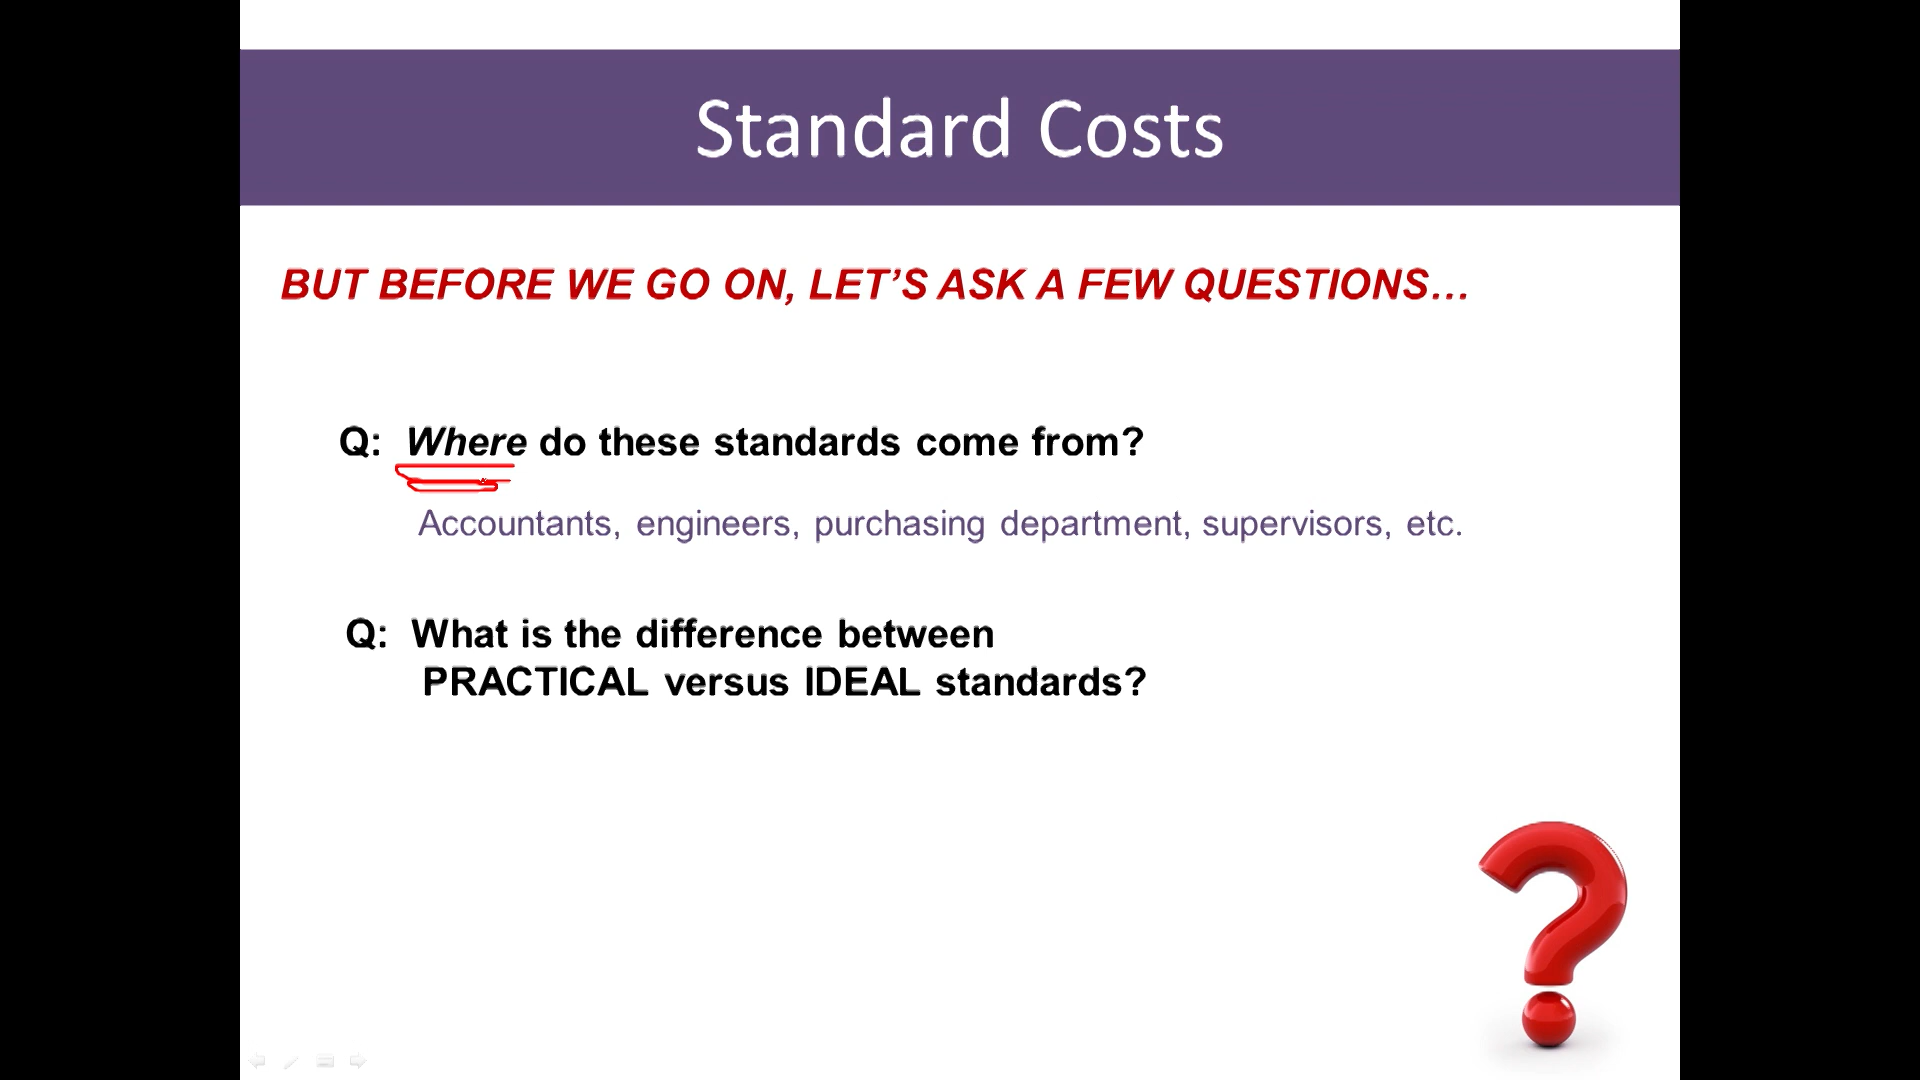 Standard Costs
BUT BEFORE WE GO ON, LET’S ASK A FEW QUESTIONS…
Q: Where do these standards come from?
Accountants, engineers, purchasing department, supervisors, etc.
Q: What is the difference between
PRACTICAL versus IDEAL standards?